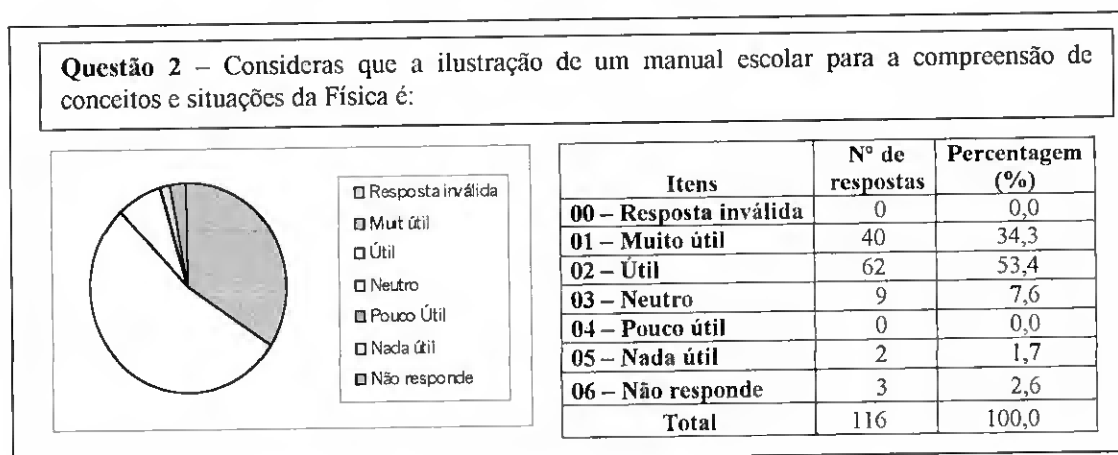 Questão 2 – Consideras que a ilustração de um manual escolar para a compreensão de
conceitos e situações da Física é:
Resposta inválida
Muit útil
Útil
Neutro
Pouco Útil
Nada útil
Não responde
Itens Nº de respostas Percentagem (%)
00 – Resposta inválida 0 0,0
01 – Muito útil 40 34,3
02 – Útil 62 53,4
03 – Neutro 9 7,6
04 – Pouco útil 0 0,0
05 – Nada útil 2 1,7
06 – Não responde 3 2,6
Total 116 100,0